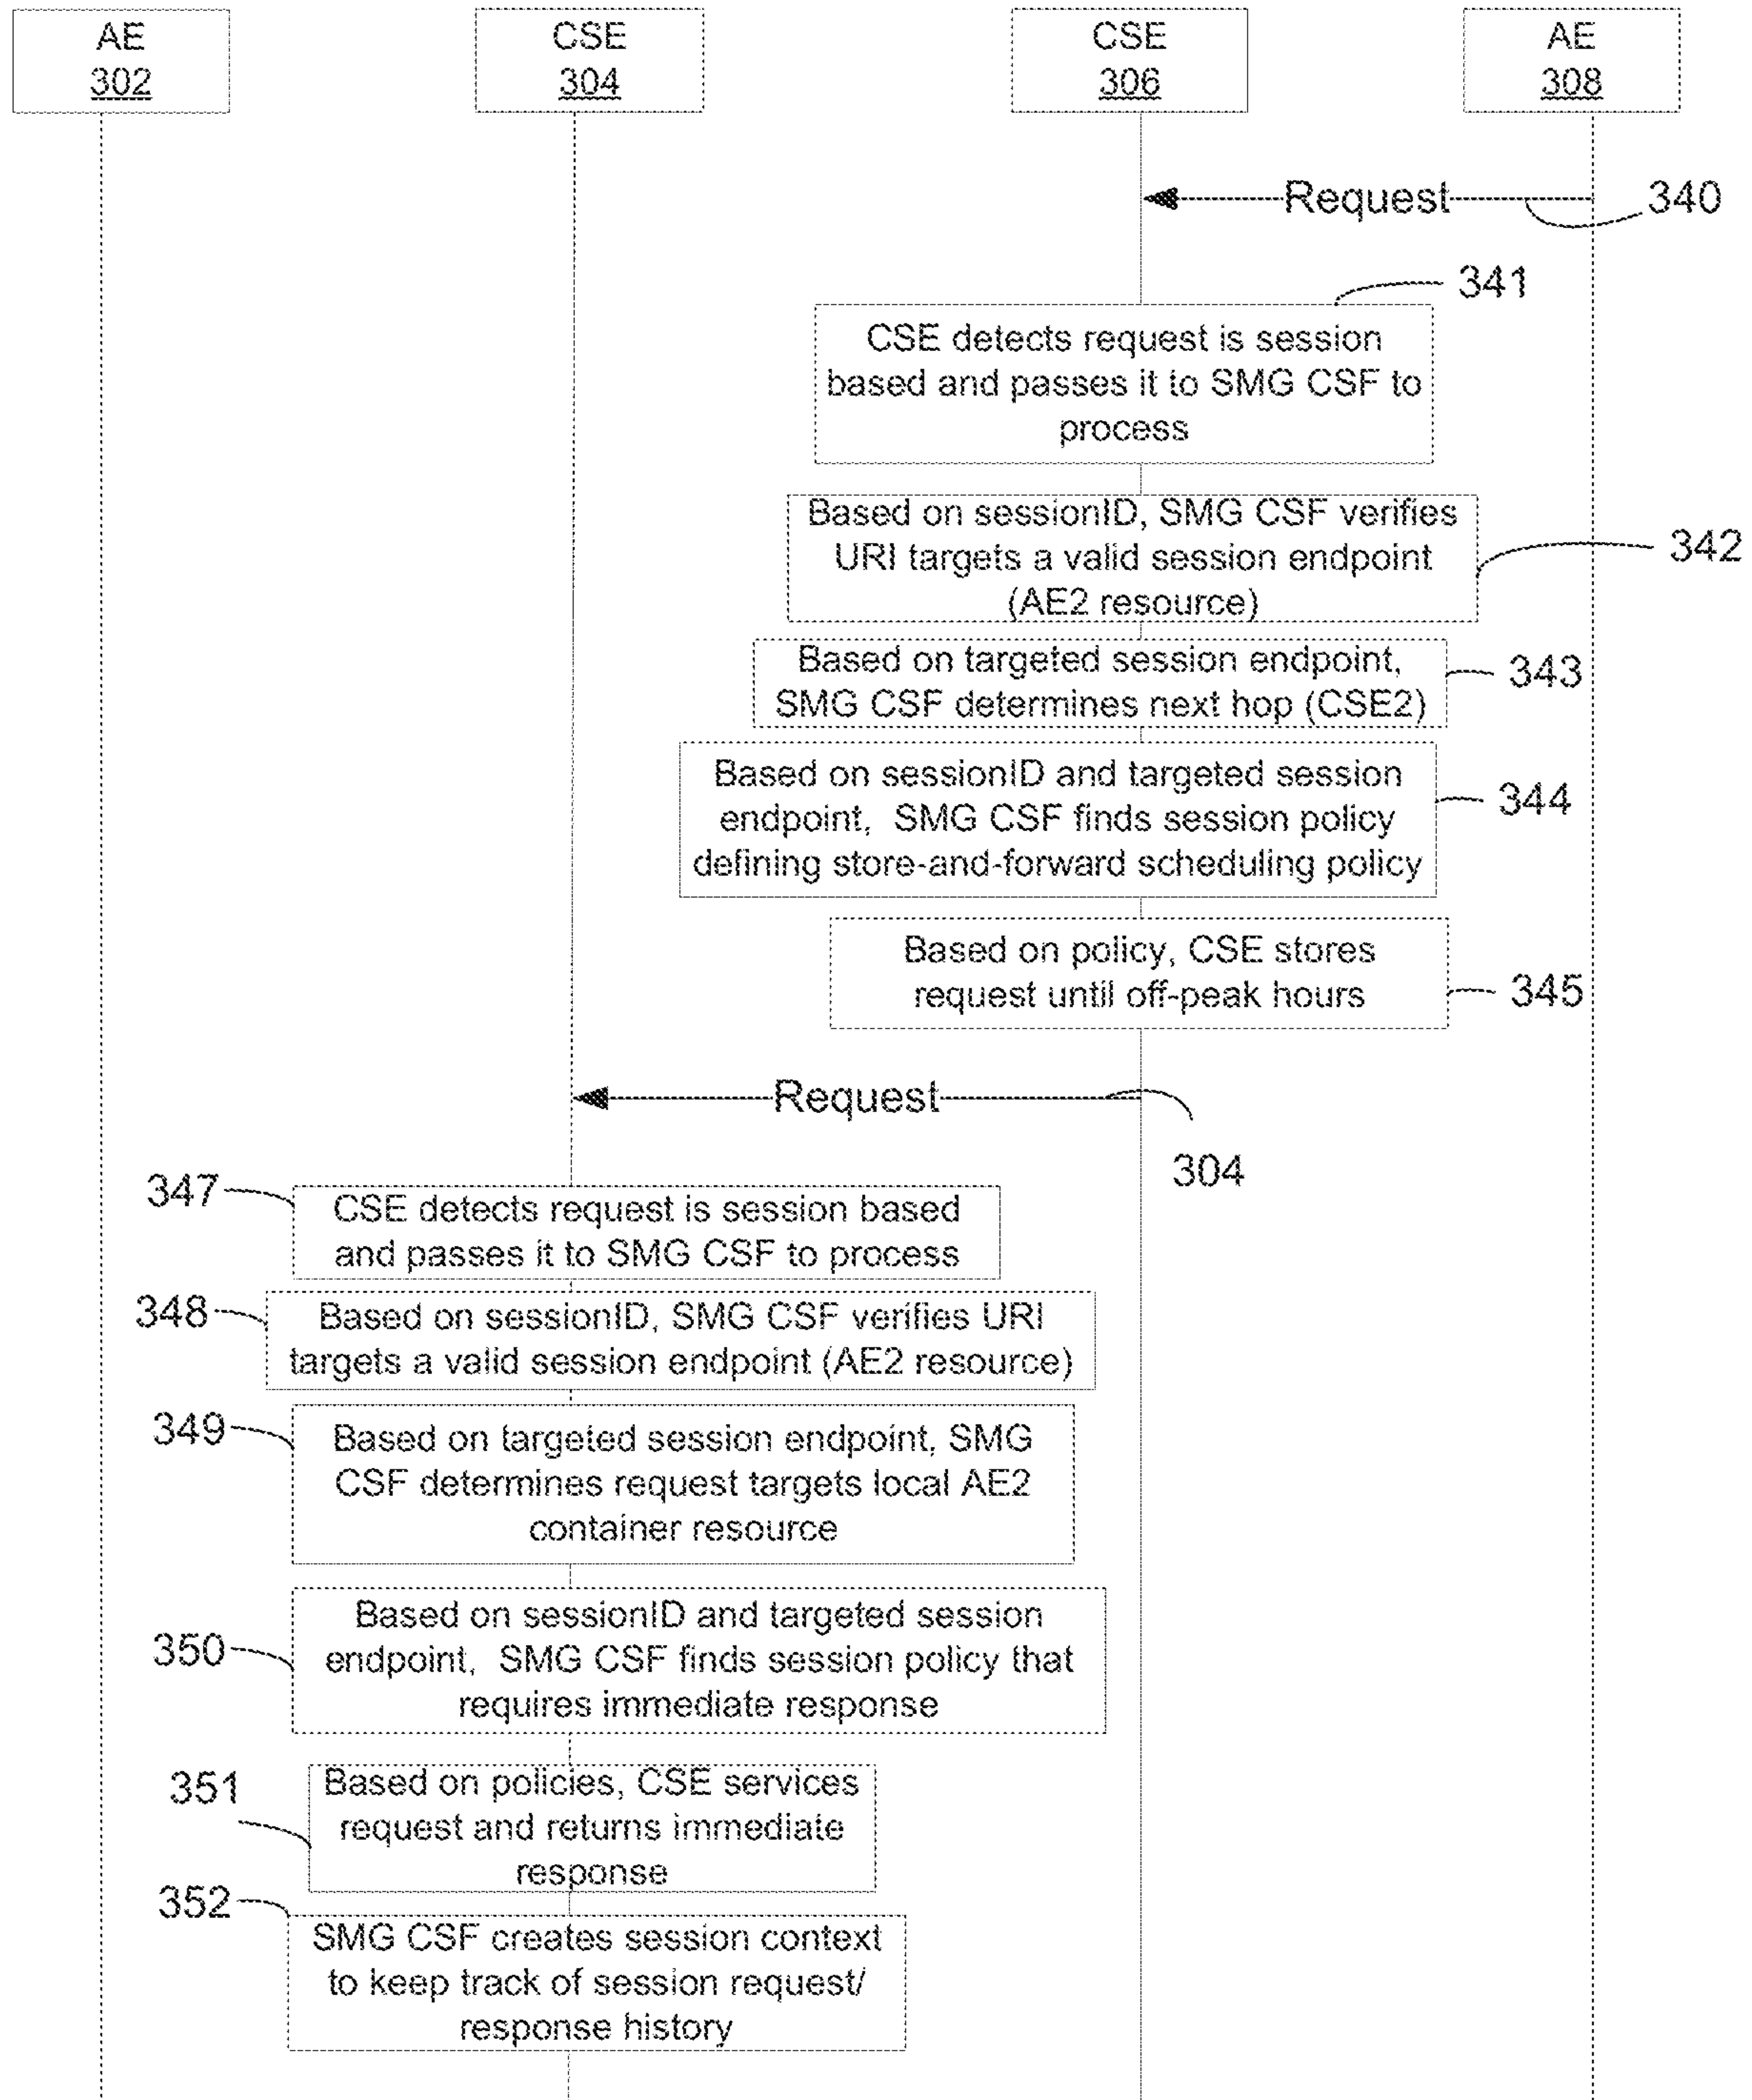 AE
302
CSE
304
CSE
306
AE
308
Request
340
341
CSE detects request is session
based and passes it to SMG CSF to
process
Based on sessionID, SMG CSF verifies
URI targets a valid session endpoint
(AE2 resource)
342
Based on targeted session endpoint,
SMG CSF determines next hop (CSE2)
343
Based on sessionID and targeted session
endpoint, SMG CSF finds session policy
defining store-and-forward scheduling policy
344
Based on policy, CSE stores
request until off-peak hours
345
Request
304
347
CSE detects request is session based
and passes it to SMG CSF to process
348
Based on sessionID, SMG CSF verifies URI
targets a valid session endpoint (AE2 resource)
349
Based on targeted session endpoint, SMG
CSF determines request targets local AE2
container resource
350
Based on sessionID and targeted session
endpoint, SMG CSF finds session policy that
requires immediate response
351
Based on policies, CSE services
request and returns immediate
response
352
SMG CSF creates session context
to keep track of session request/
response history